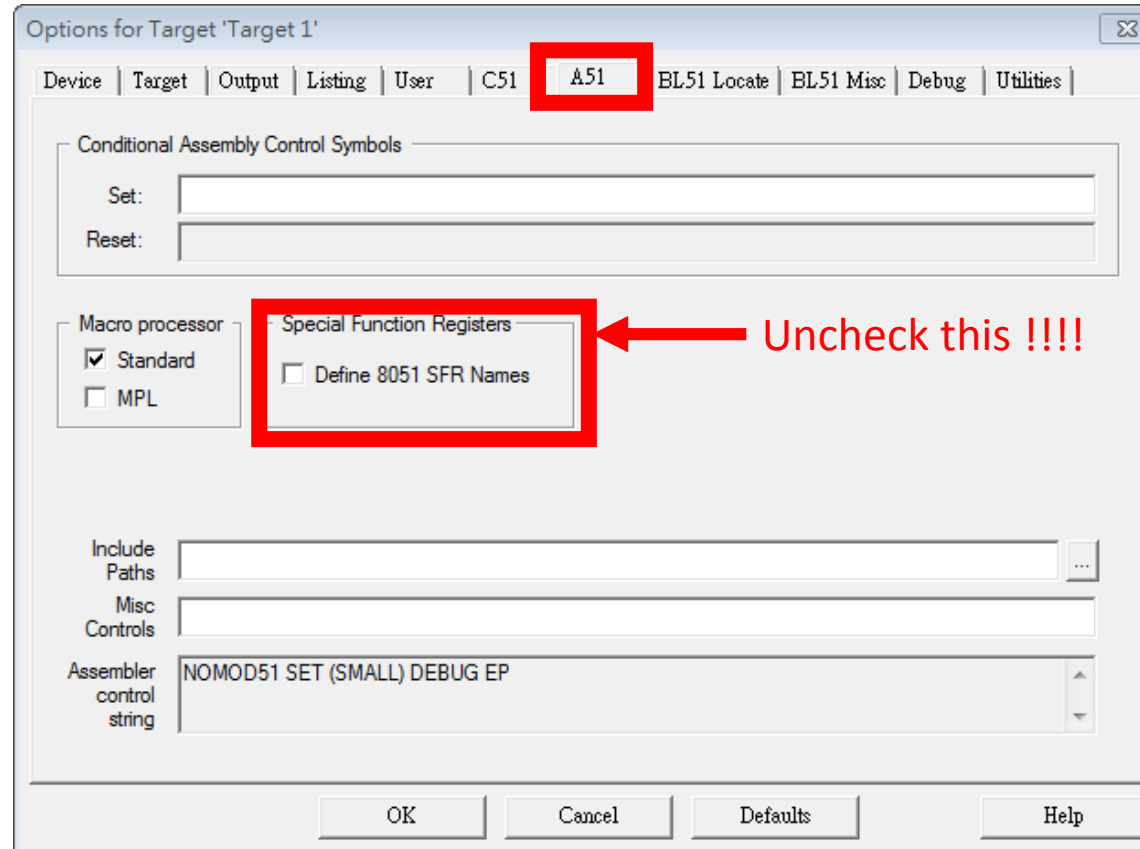 Options for Target 'Target 1'
Device Target Output Listing User C51 A51 BL51 Locate BL51 Misc Debug Utilities
Conditional Assembly Control Symbols
Set:
Reset:
Macro processor Special Function Registers
Uncheck this !!!!
Standard Define 8051 SFR Names
MPL
Include
Paths ...
Misc
Controls
Assembler
control
string
NOMOD51 SET (SMALL) DEBUG EP
OK Cancel Defaults Help